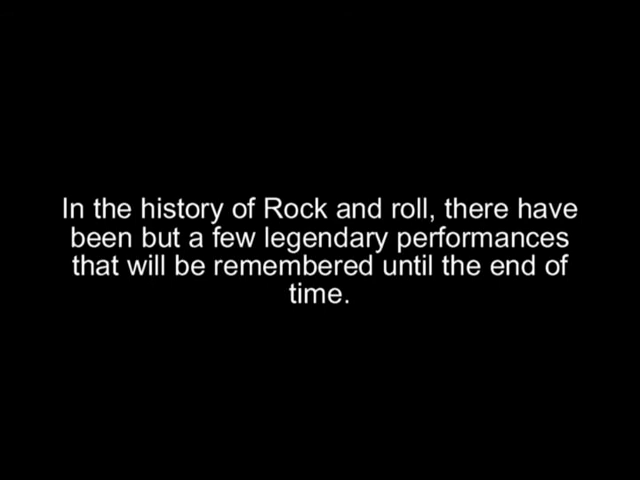 In the history of Rock and roll, there have
been but a few legendary performances
that will be remembered until the end of
time.